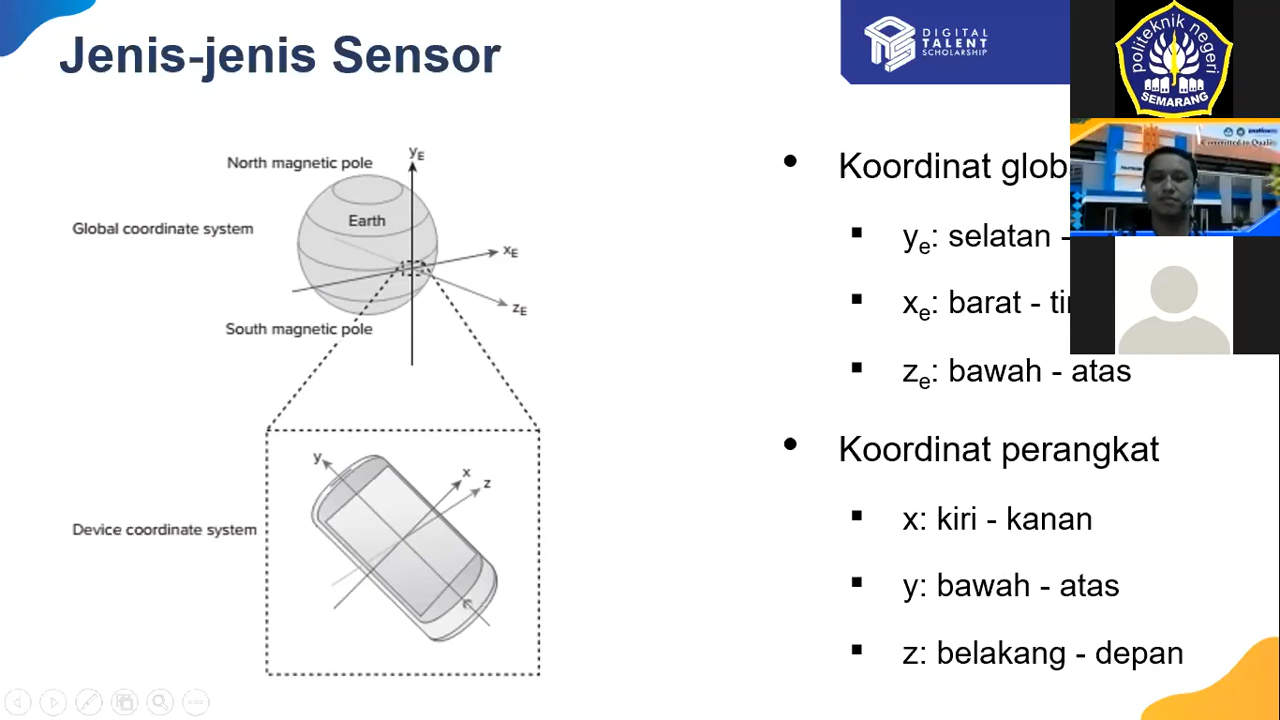 Jenis-jenis Sensor
DIGITAL
TALENT
SCHOLARSHIP
politeknik negeri
SEMARANG
North magnetic pole
yE
Global coordinate system
Earth
xE
zE
South magnetic pole
y
x
z
Device coordinate system
• Koordinat glob
▪ ye: selatan -
▪ xe: barat - tin
▪ ze: bawah - atas
• Koordinat perangkat
▪ x: kiri - kanan
▪ y: bawah - atas
▪ z: belakang - depan